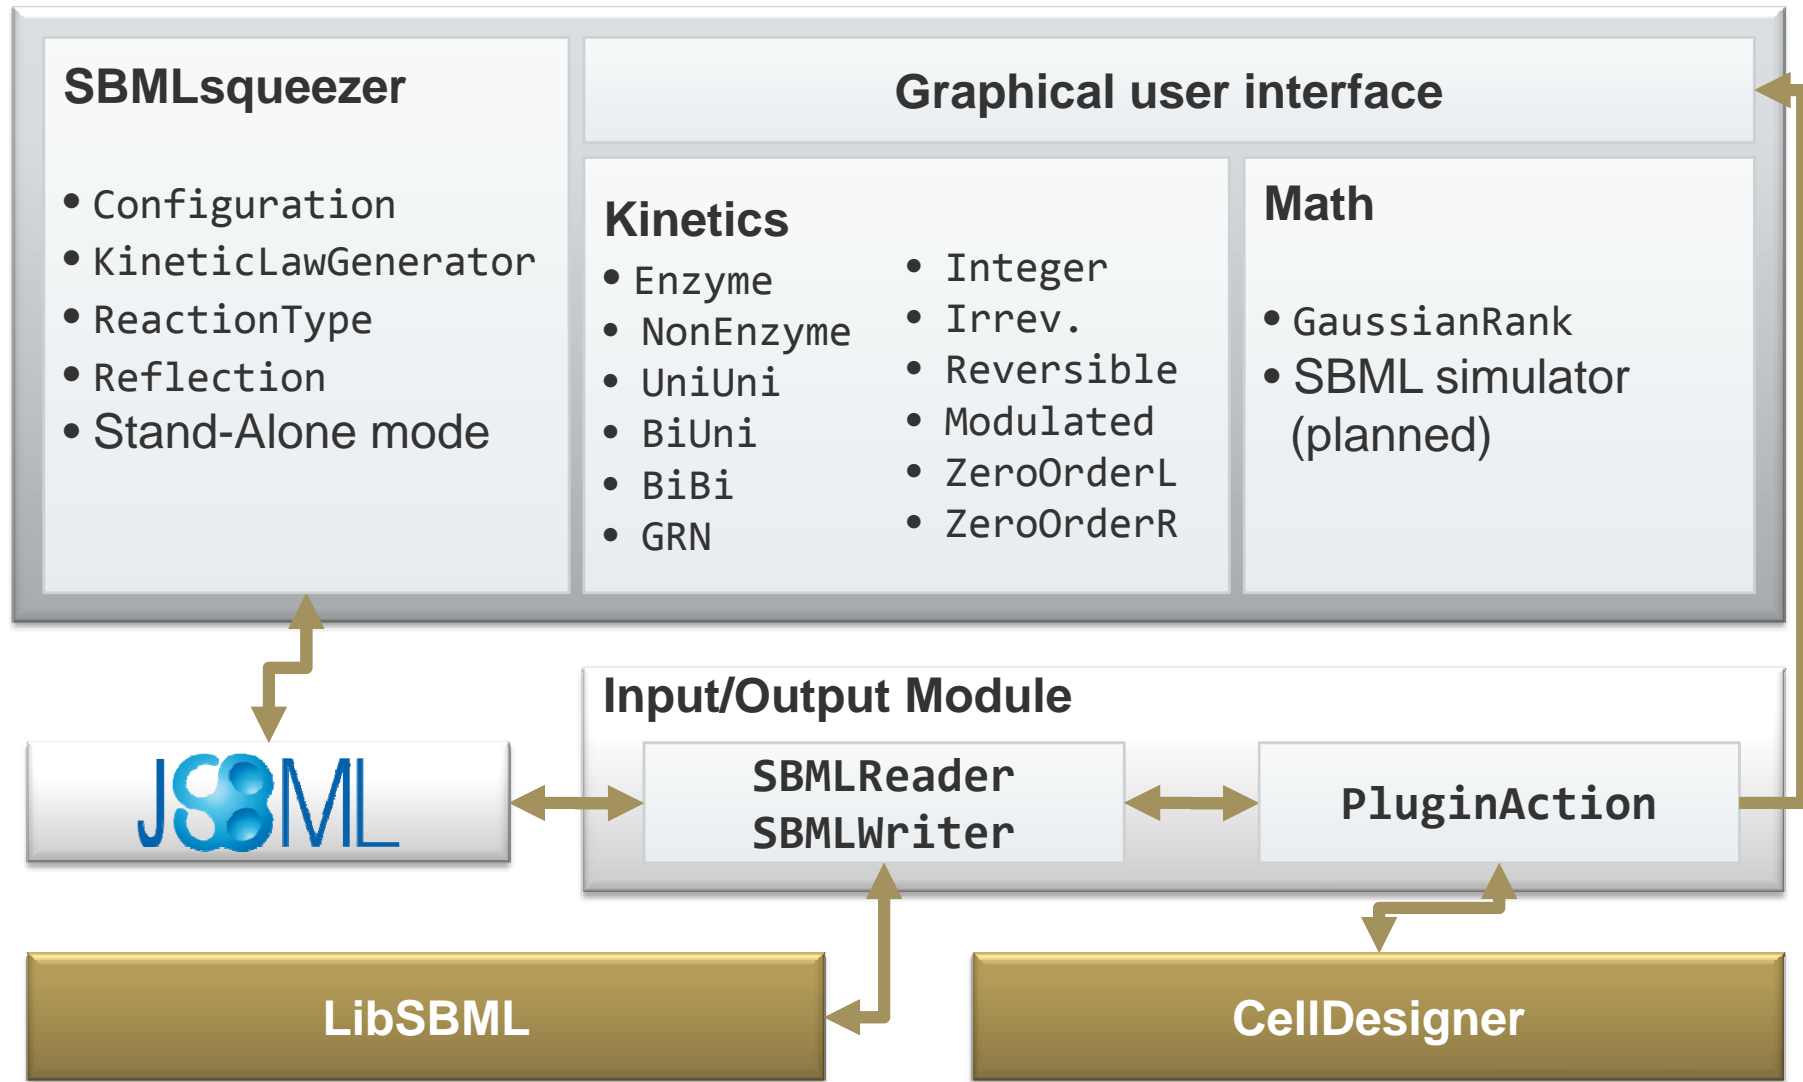 SBMLsqueezer
• Configuration
• KineticLawGenerator
• ReactionType
• Reflection
• Stand-Alone mode
Graphical user interface
Kinetics
• Enzyme
• NonEnzyme
• UniUni
• BiUni
• BiBi
• GRN
• Integer
• Irrev.
• Reversible
• Modulated
• ZeroOrderL
• ZeroOrderR
Math
• GaussianRank
• SBML simulator
(planned)
Input/Output Module
JSBML
SBMLReader
SBMLWriter
PluginAction
LibSBML
CellDesigner